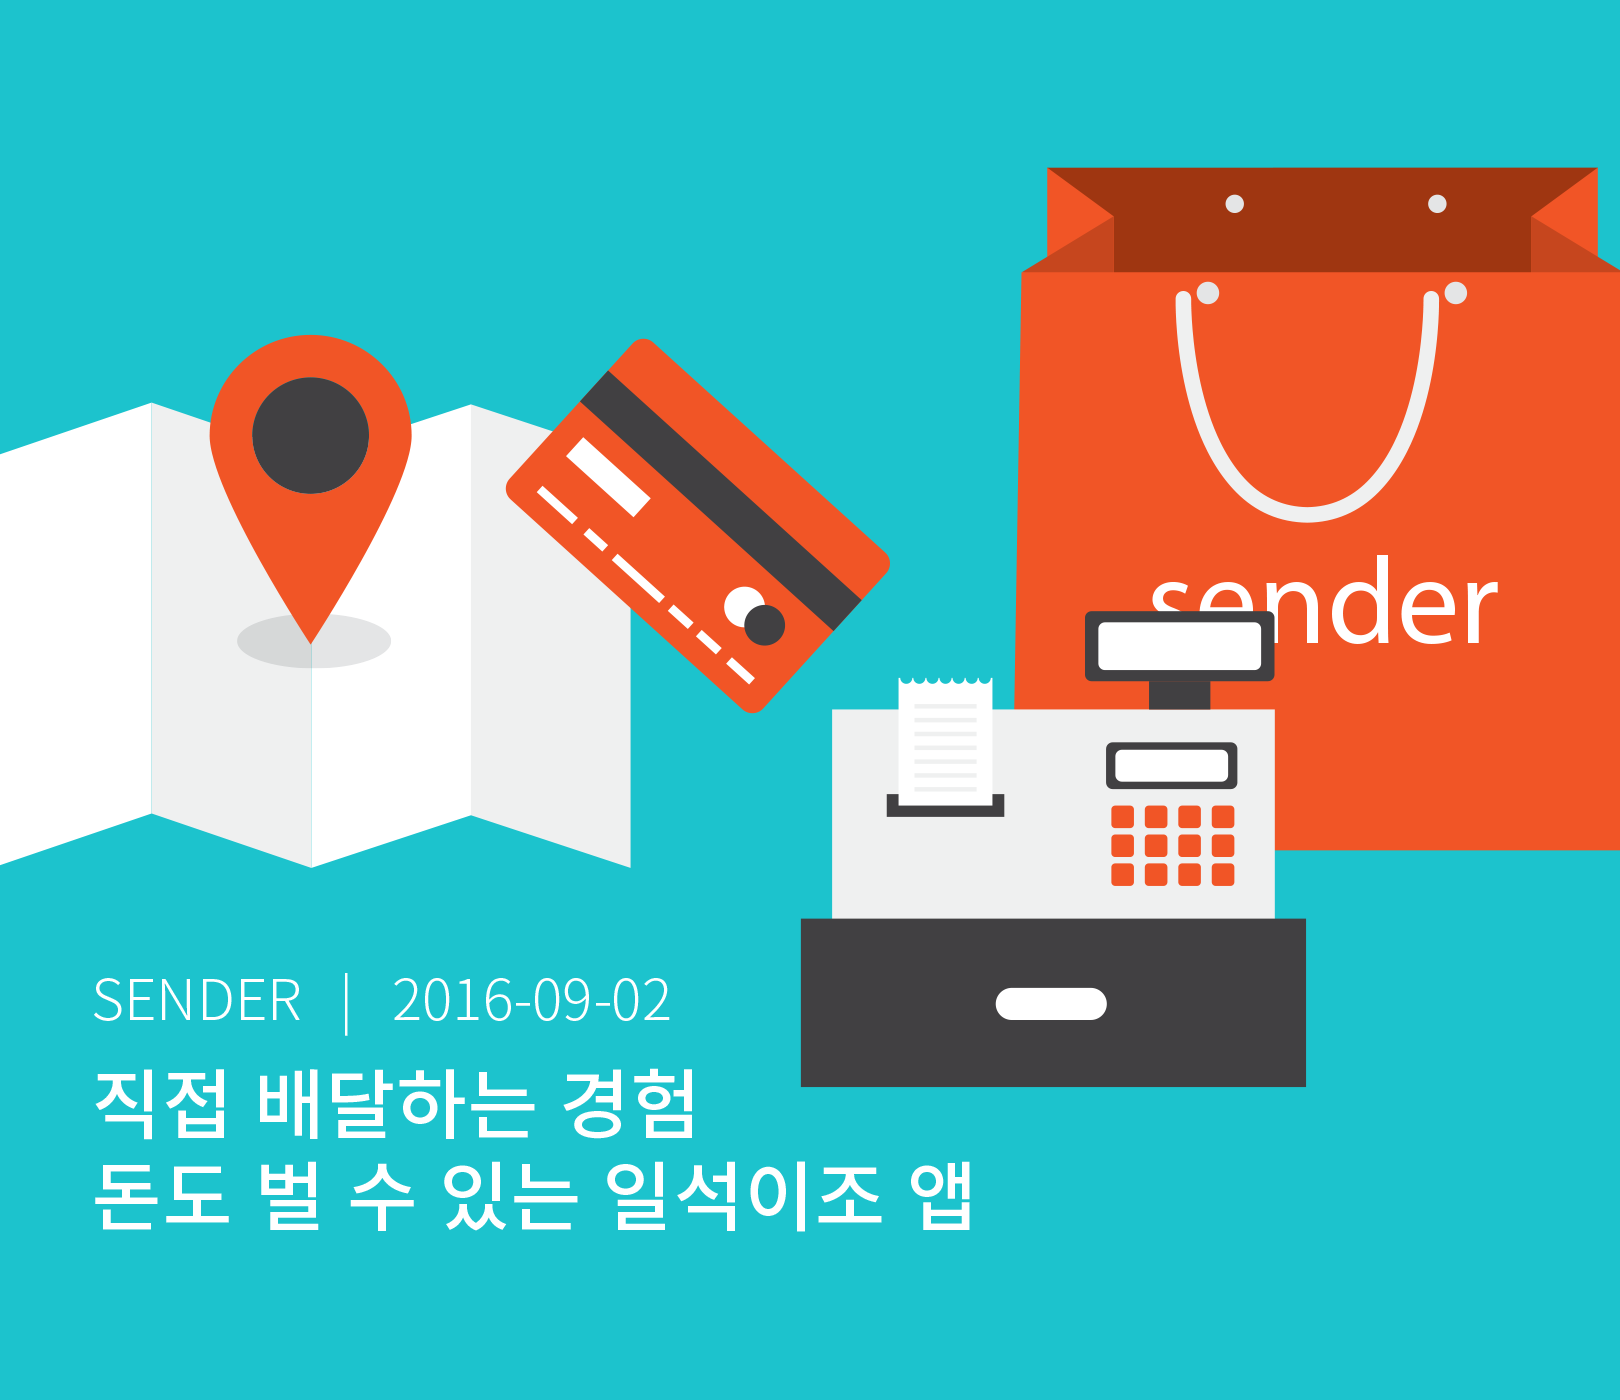 sender
SENDER | 2016-09-02
직접 배달하는 경험
돈도 벌 수 있는 일석이조 앱